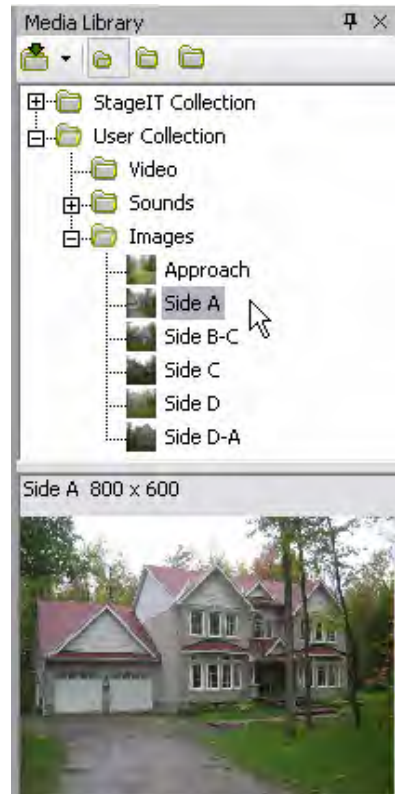 Media Library
StageIT Collection
User Collection
Video
Sounds
Images
Approach
Side A
Side B-C
Side C
Side D
Side D-A
Side A 800 x 600